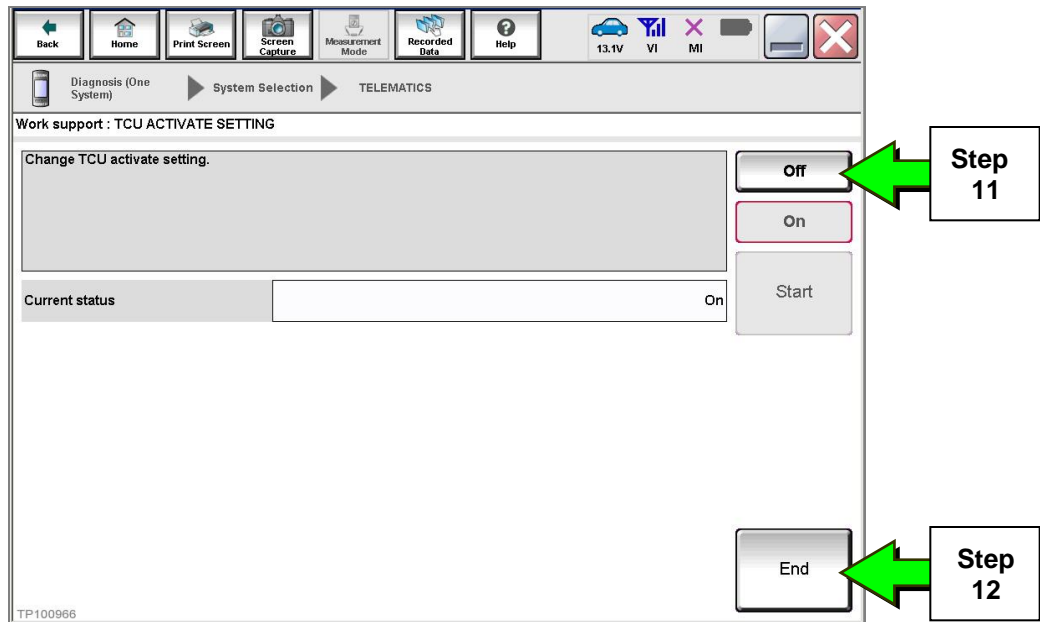 Back
Home
Print Screen
Screen
Capture
Measurement
Mode
Recorded
Data
Help
13.1V
VI
MI
Diagnosis (One
System)
System Selection
TELEMATICS
Work support : TCU ACTIVATE SETTING
Change TCU activate setting.
Off
Step
11
On
Current status
On
Start
End
Step
12
TP100966